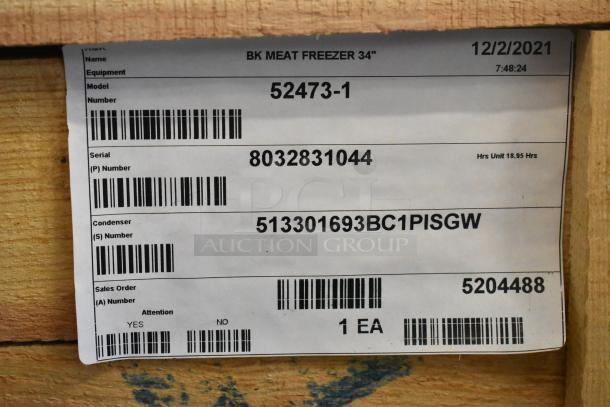 Name BK MEAT FREEZER 34" 12/2/2021
Equipment 7:48:24
Model
Number 52473-1
Serial
(P) Number 8032831044 Hrs Unit 18.95 Hrs
Condenser
(S) Number 513301693BC1PISGW
AUCTION GROUP
Sales Order
(A) Number 5204488
Attention
YES NO 1 EA